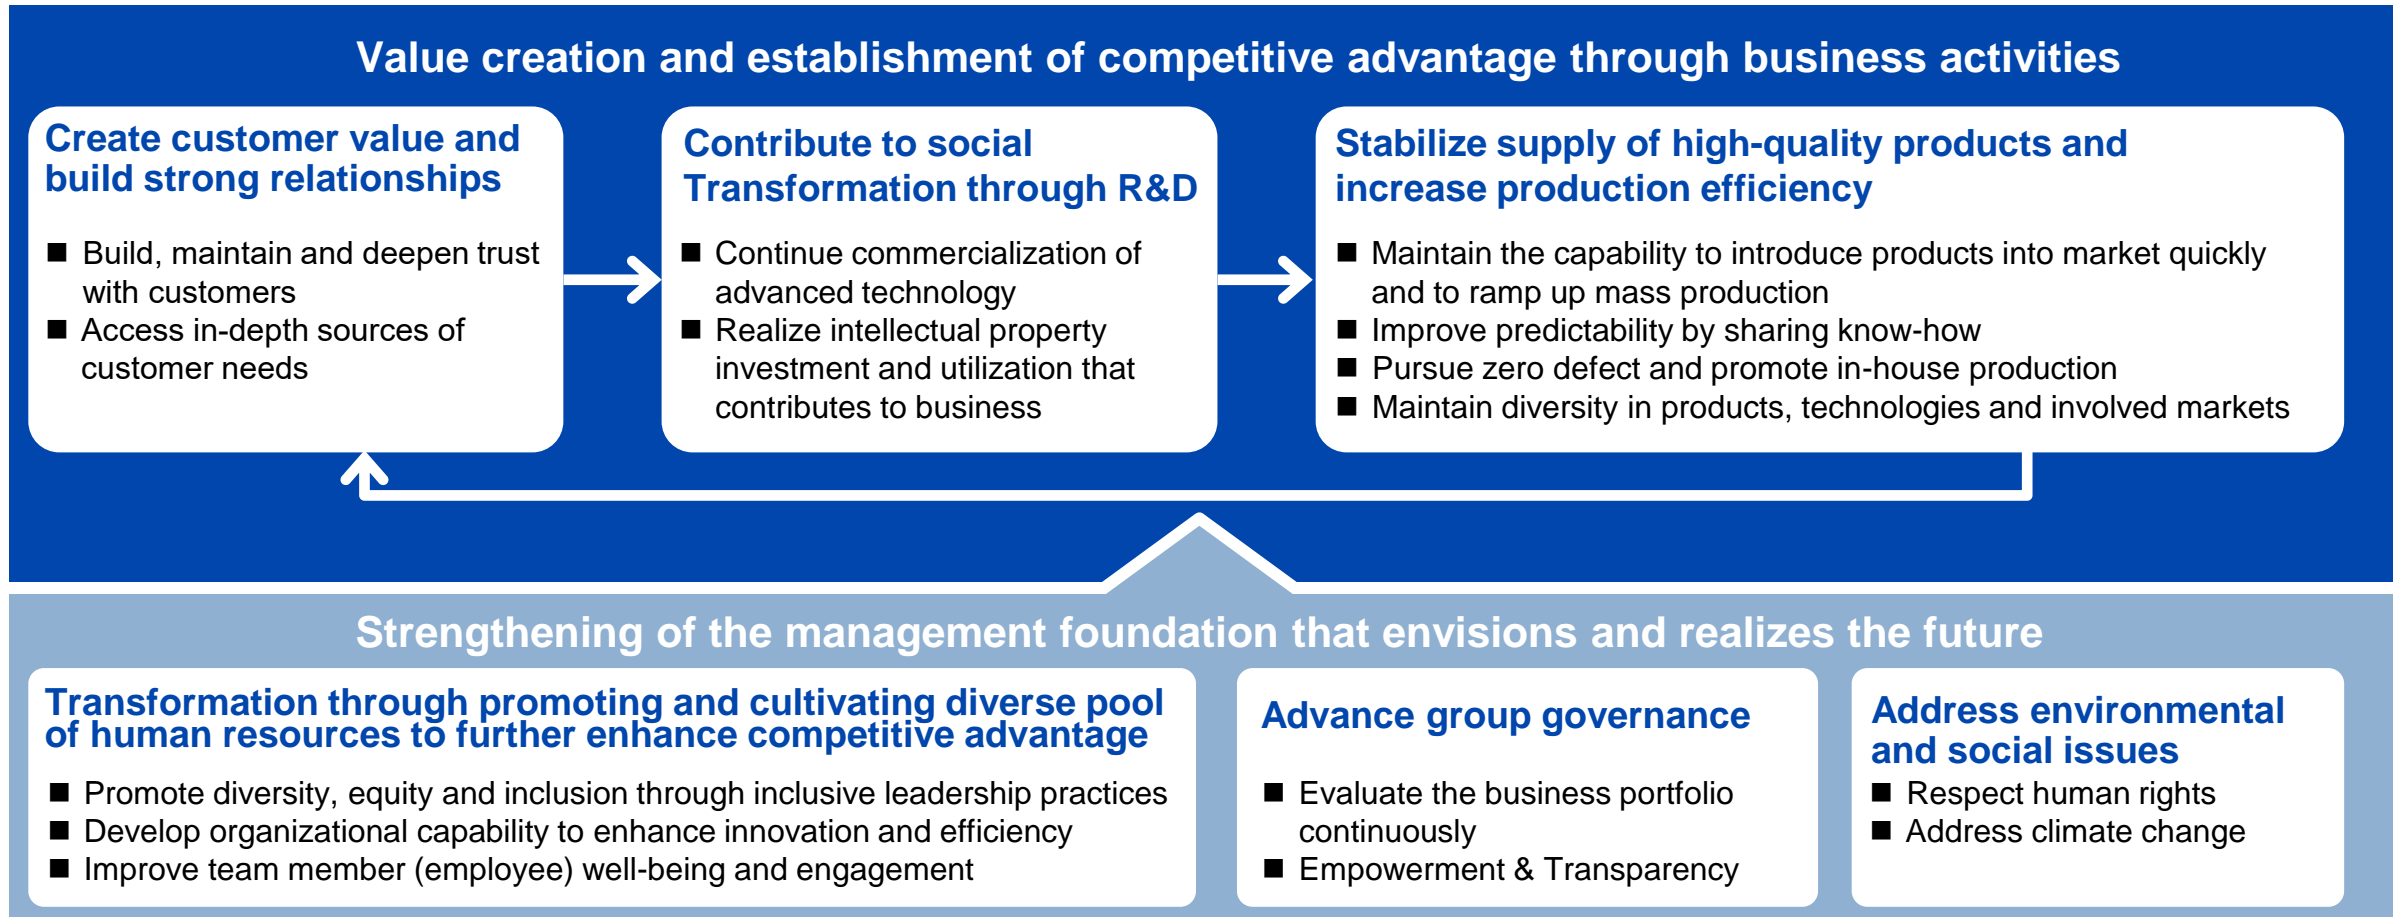 Value creation and establishment of competitive advantage through business activities
Create customer value and
build strong relationships
■ Build, maintain and deepen trust
with customers
■ Access in-depth sources of
customer needs
Contribute to social
Transformation through R&D
■ Continue commercialization of
advanced technology
■ Realize intellectual property
investment and utilization that
contributes to business
Stabilize supply of high-quality products and
increase production efficiency
■ Maintain the capability to introduce products into market quickly
and to ramp up mass production
■ Improve predictability by sharing know-how
■ Pursue zero defect and promote in-house production
■ Maintain diversity in products, technologies and involved markets
Strengthening of the management foundation that envisions and realizes the future
Transformation through promoting and cultivating diverse pool
of human resources to further enhance competitive advantage
■ Promote diversity, equity and inclusion through inclusive leadership practices
■ Develop organizational capability to enhance innovation and efficiency
■ Improve team member (employee) well-being and engagement
Advance group governance
■ Evaluate the business portfolio
continuously
■ Empowerment & Transparency
Address environmental
and social issues
■ Respect human rights
■ Address climate change